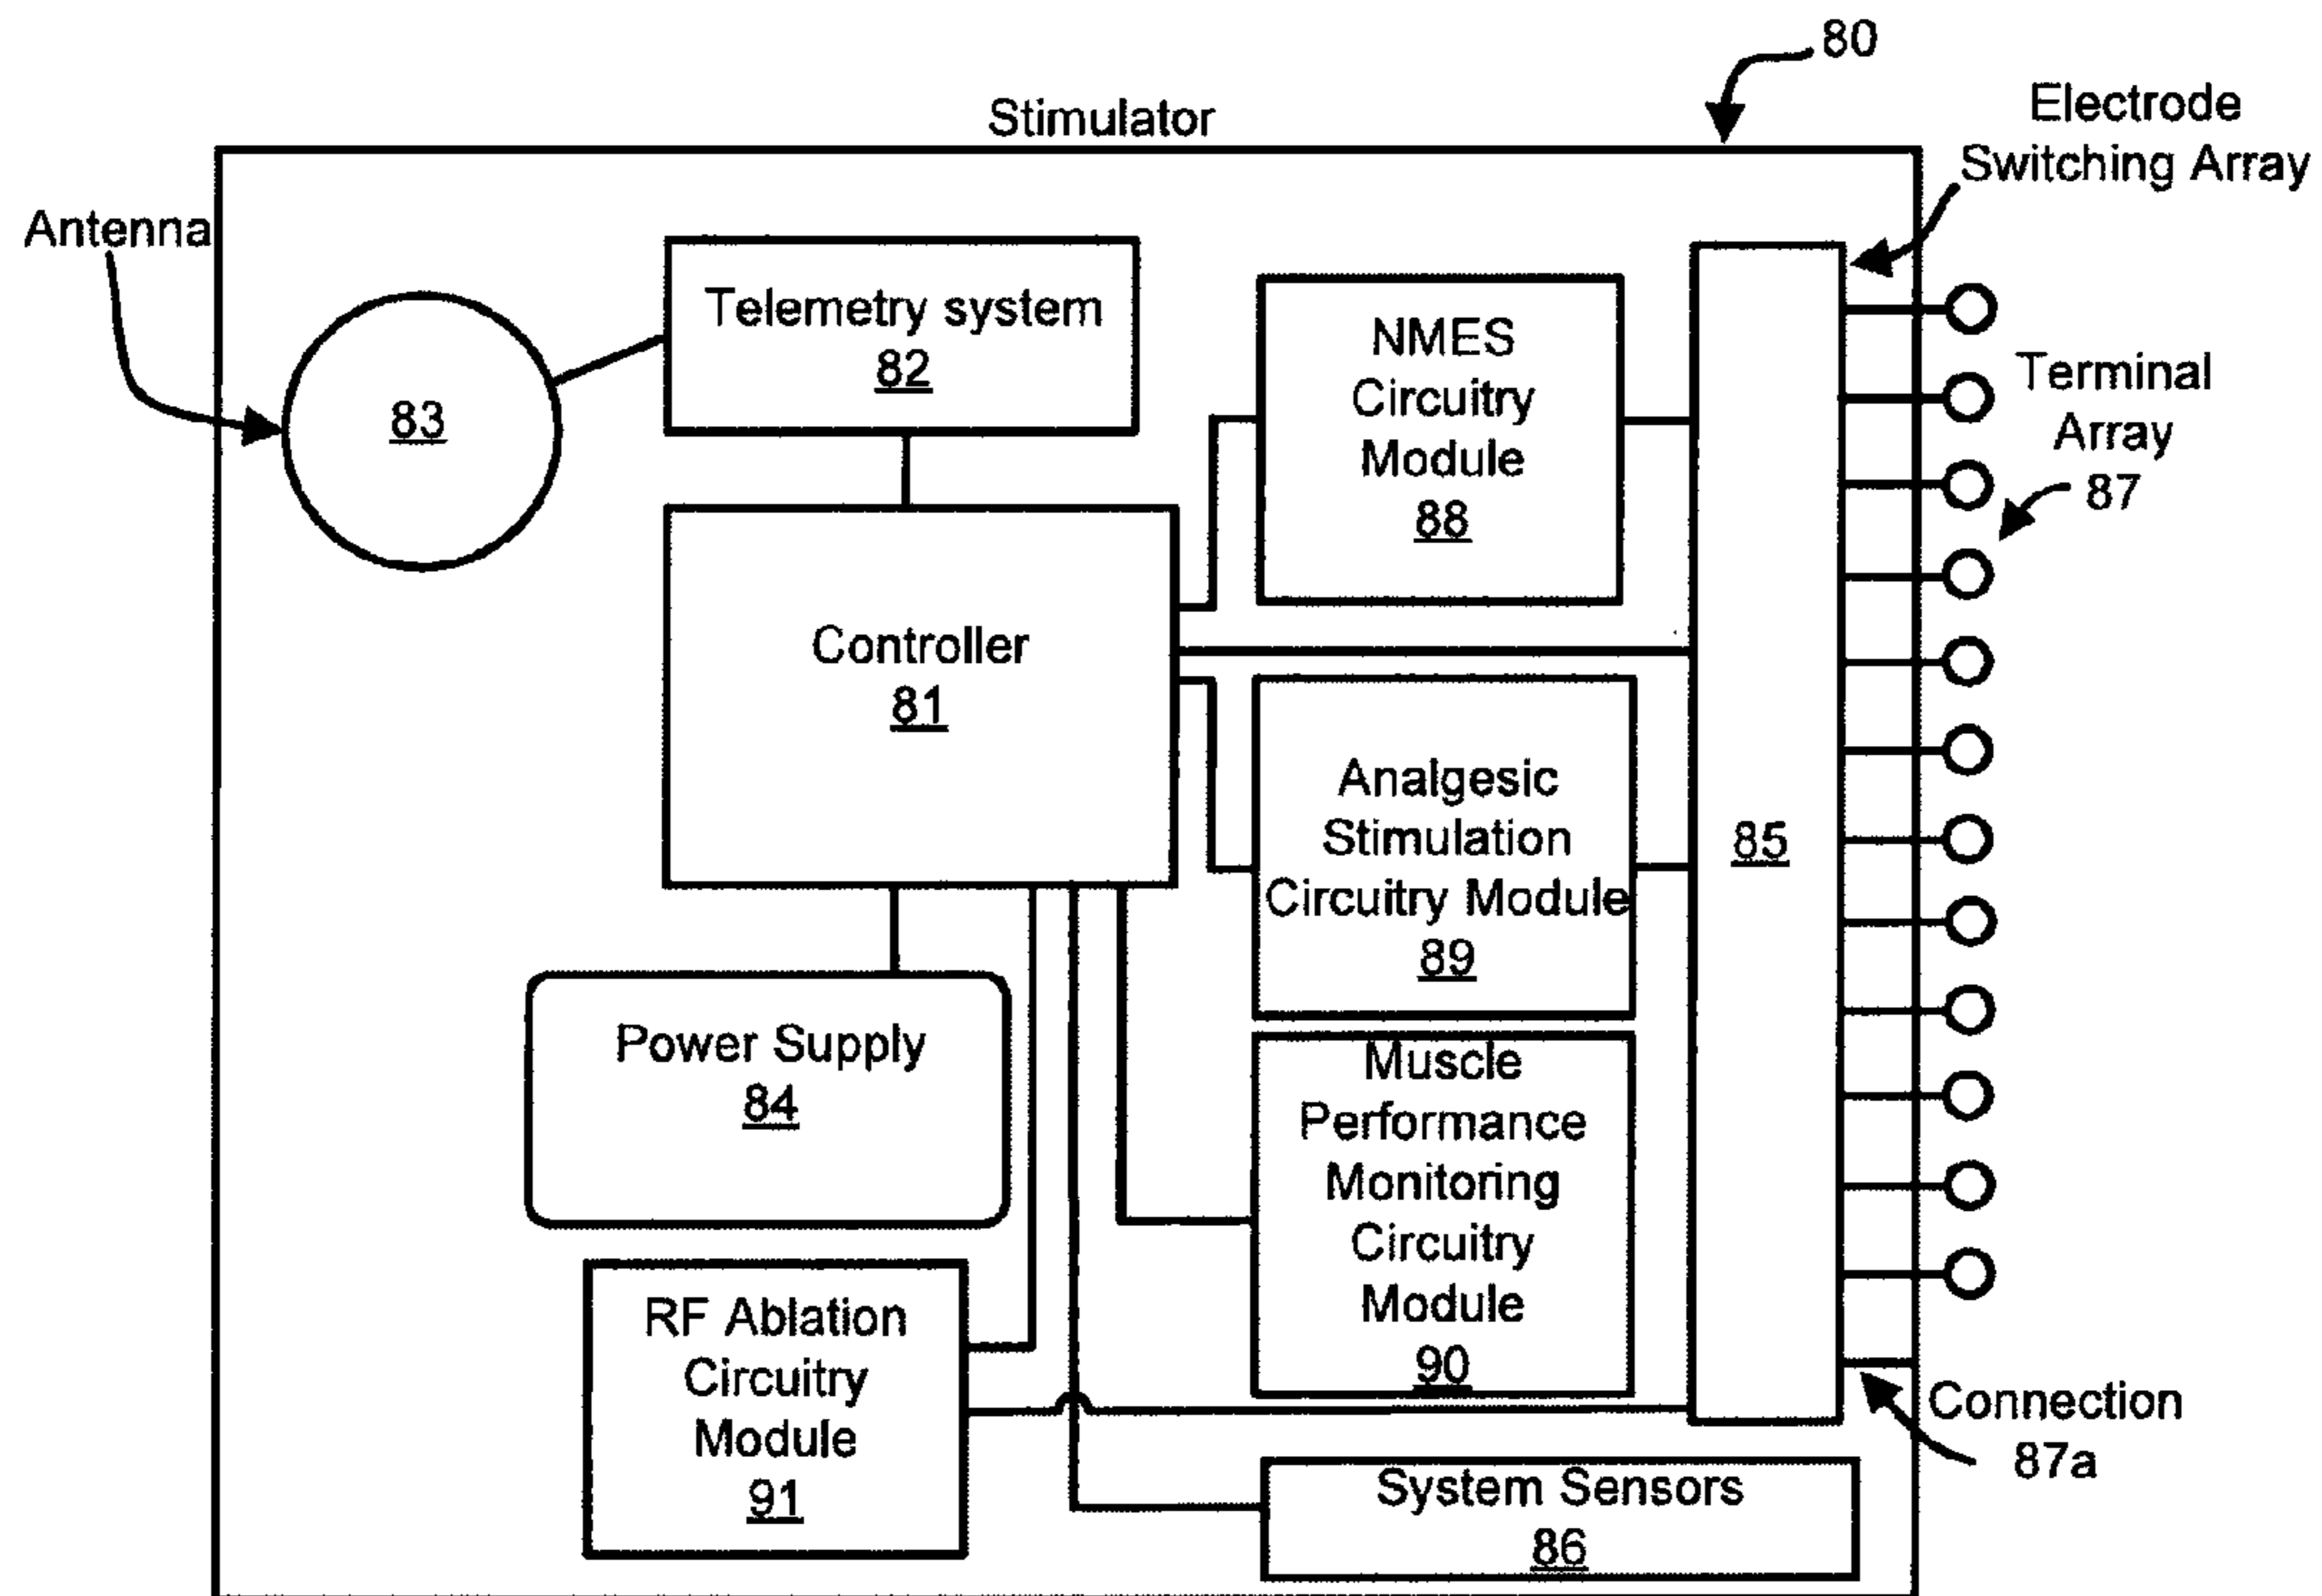 80
Stimulator
Electrode
Switching Array
Antenna
Telemetry system
82
83
NMES
Circuitry
Module
88
Terminal
Array
87
Controller
81
Analgesic
Stimulation
Circuitry Module
89
85
Power Supply
84
Muscle
Performance
Monitoring
Circuitry
Module
90
RF Ablation
Circuitry
Module
91
Connection
87a
System Sensors
86